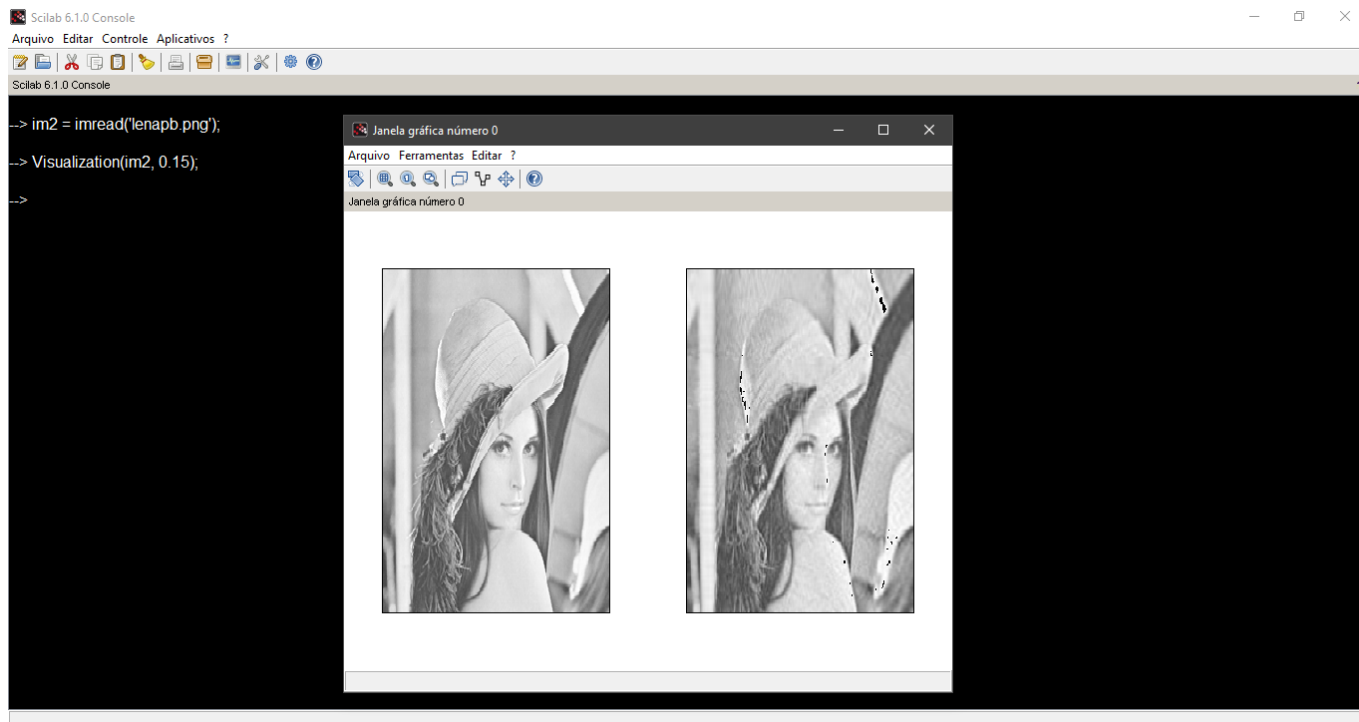 Scilab 6.1.0 Console
Arquivo Editar Controle Aplicativos ?
Scilab 6.1.0 Console
--> im2 = imread('lenapb.png');
--> Visualization(im2, 0.15);
-->
Janela gráfica número 0
Arquivo Ferramentas Editar ?
Janela gráfica número 0